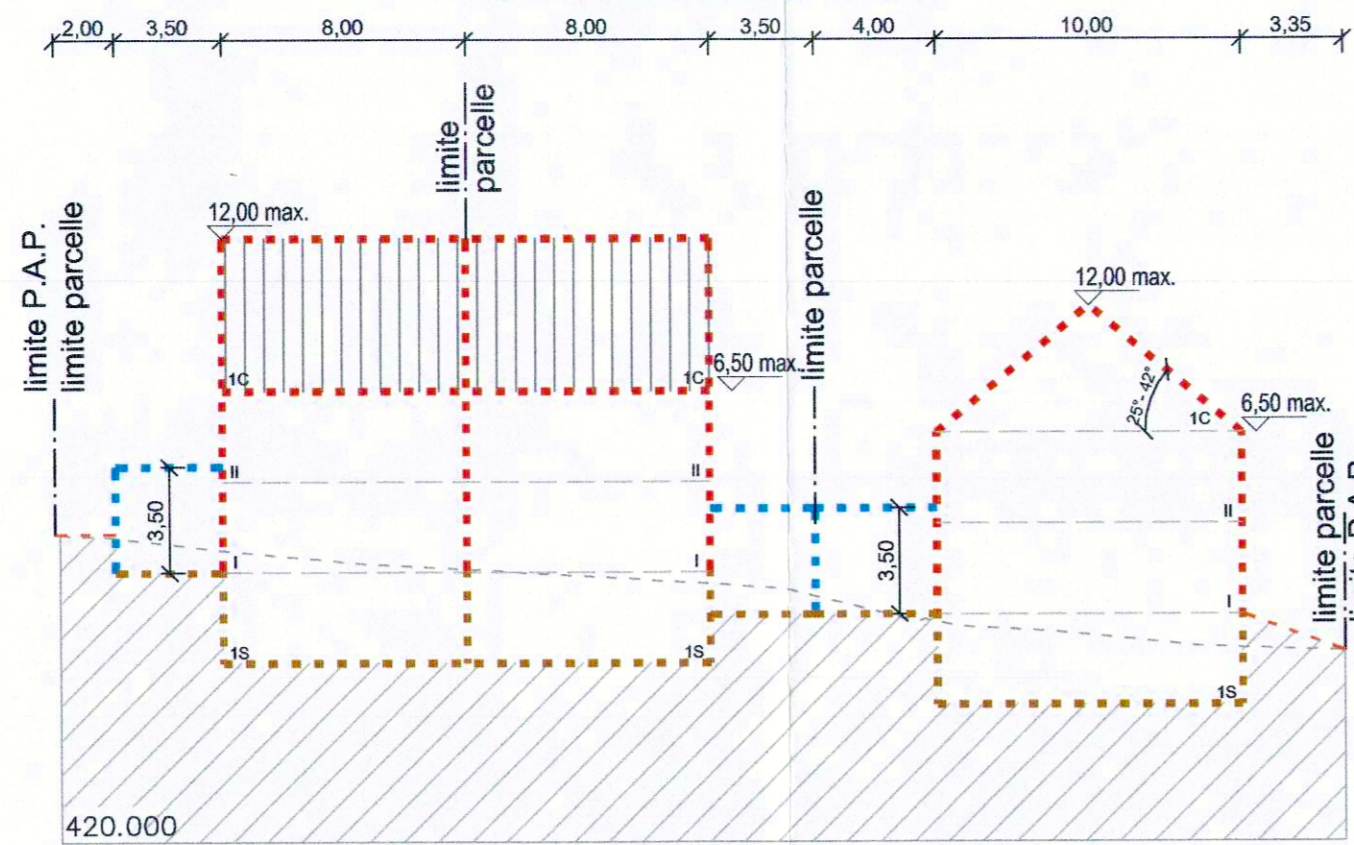 2,00 3,50 8,00 8,00 3,50 4,00 10,00 3,35
limite P.A.P.
limite parcelle
limite
parcelle
limite parcelle
12,00 max.
12,00 max.
6,50 max.
1C
1C
25°- 42°
1C
6,50 max.
limite parcelle
II
II
3,50
3,50
II
I
I
I
1S
1S
1S
420.000